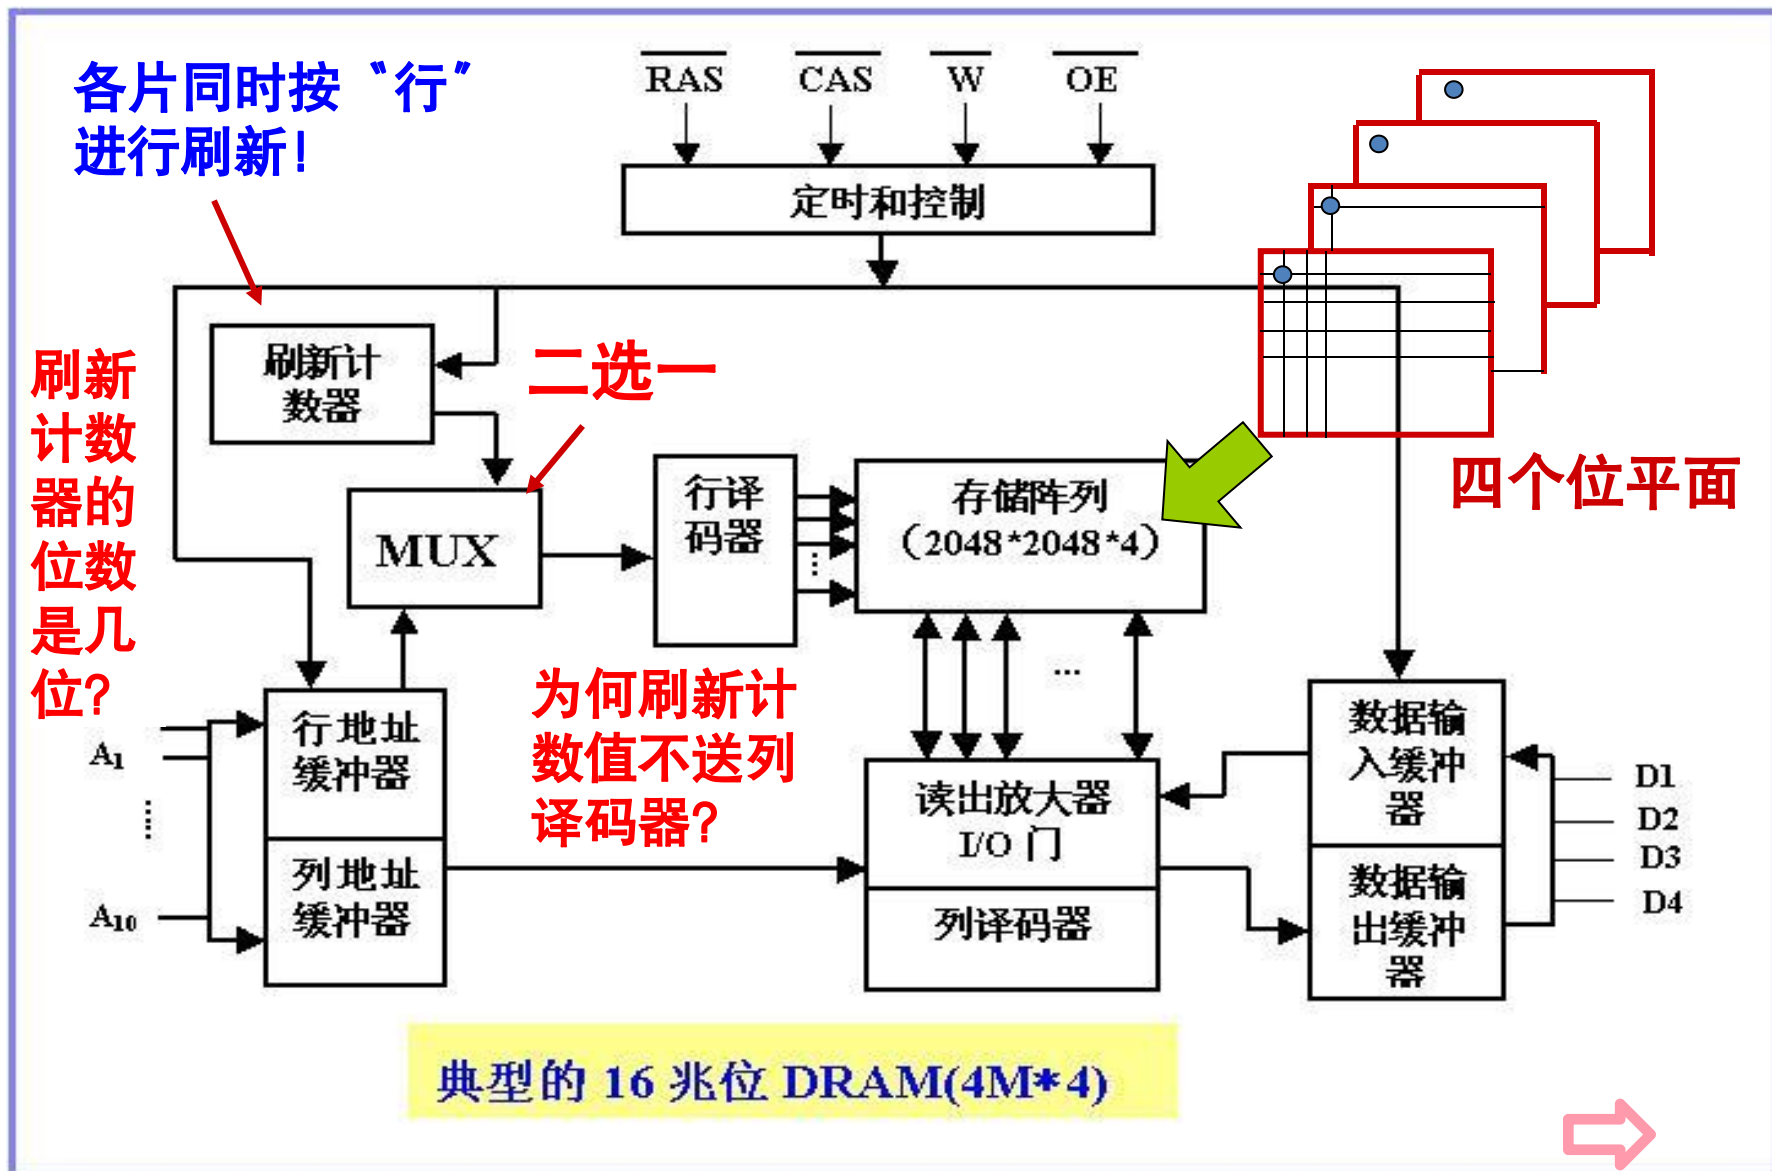 各片同时按“行”
进行刷新!
RAS CAS W OE
定时和控制
刷新计
数器
二选一
刷新
计数
器的
位数
是几
位?
MUX
行译
码器
存储阵列
(2048*2048*4)
四个位平面
为何刷新计
数值不送列
译码器?
...
A1
A10
行地址
缓冲器
列地址
缓冲器
读出放大器
I/O 门
列译码器
数据输
入缓冲
器
数据输
出缓冲
器
D1
D2
D3
D4
典型的 16 兆位 DRAM(4M*4)